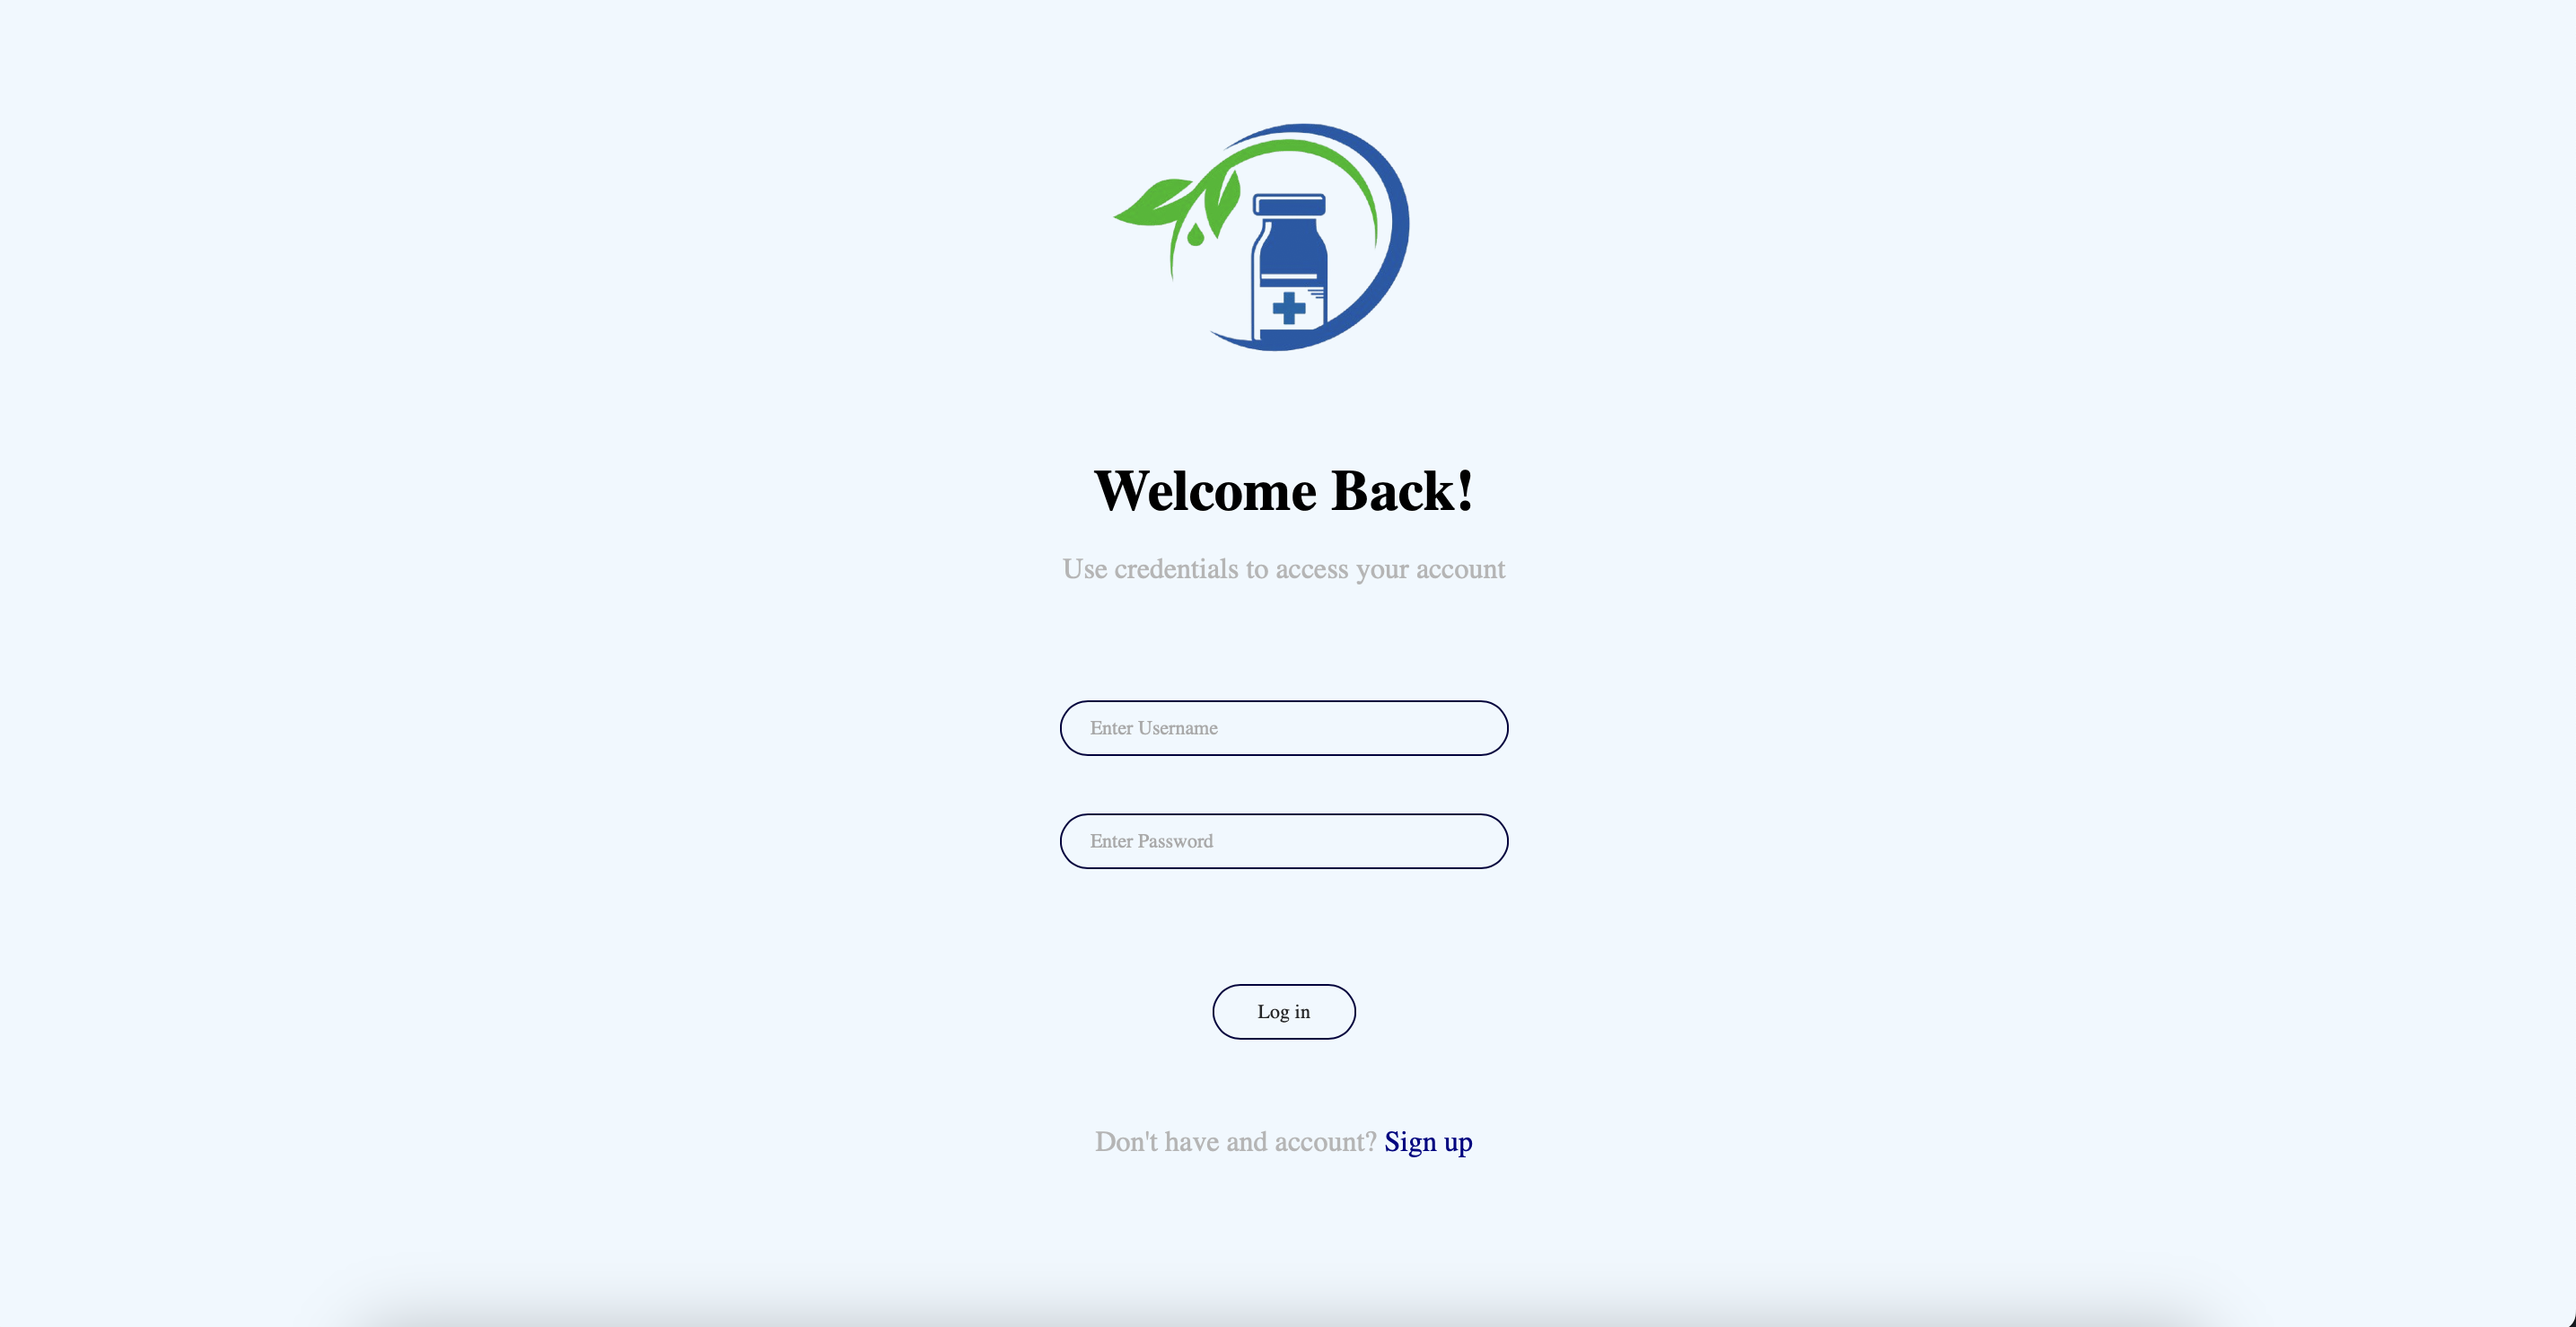 Welcome Back!
Use credentials to access your account
Enter Username
Enter Password
Log in
Don't have and account? Sign up